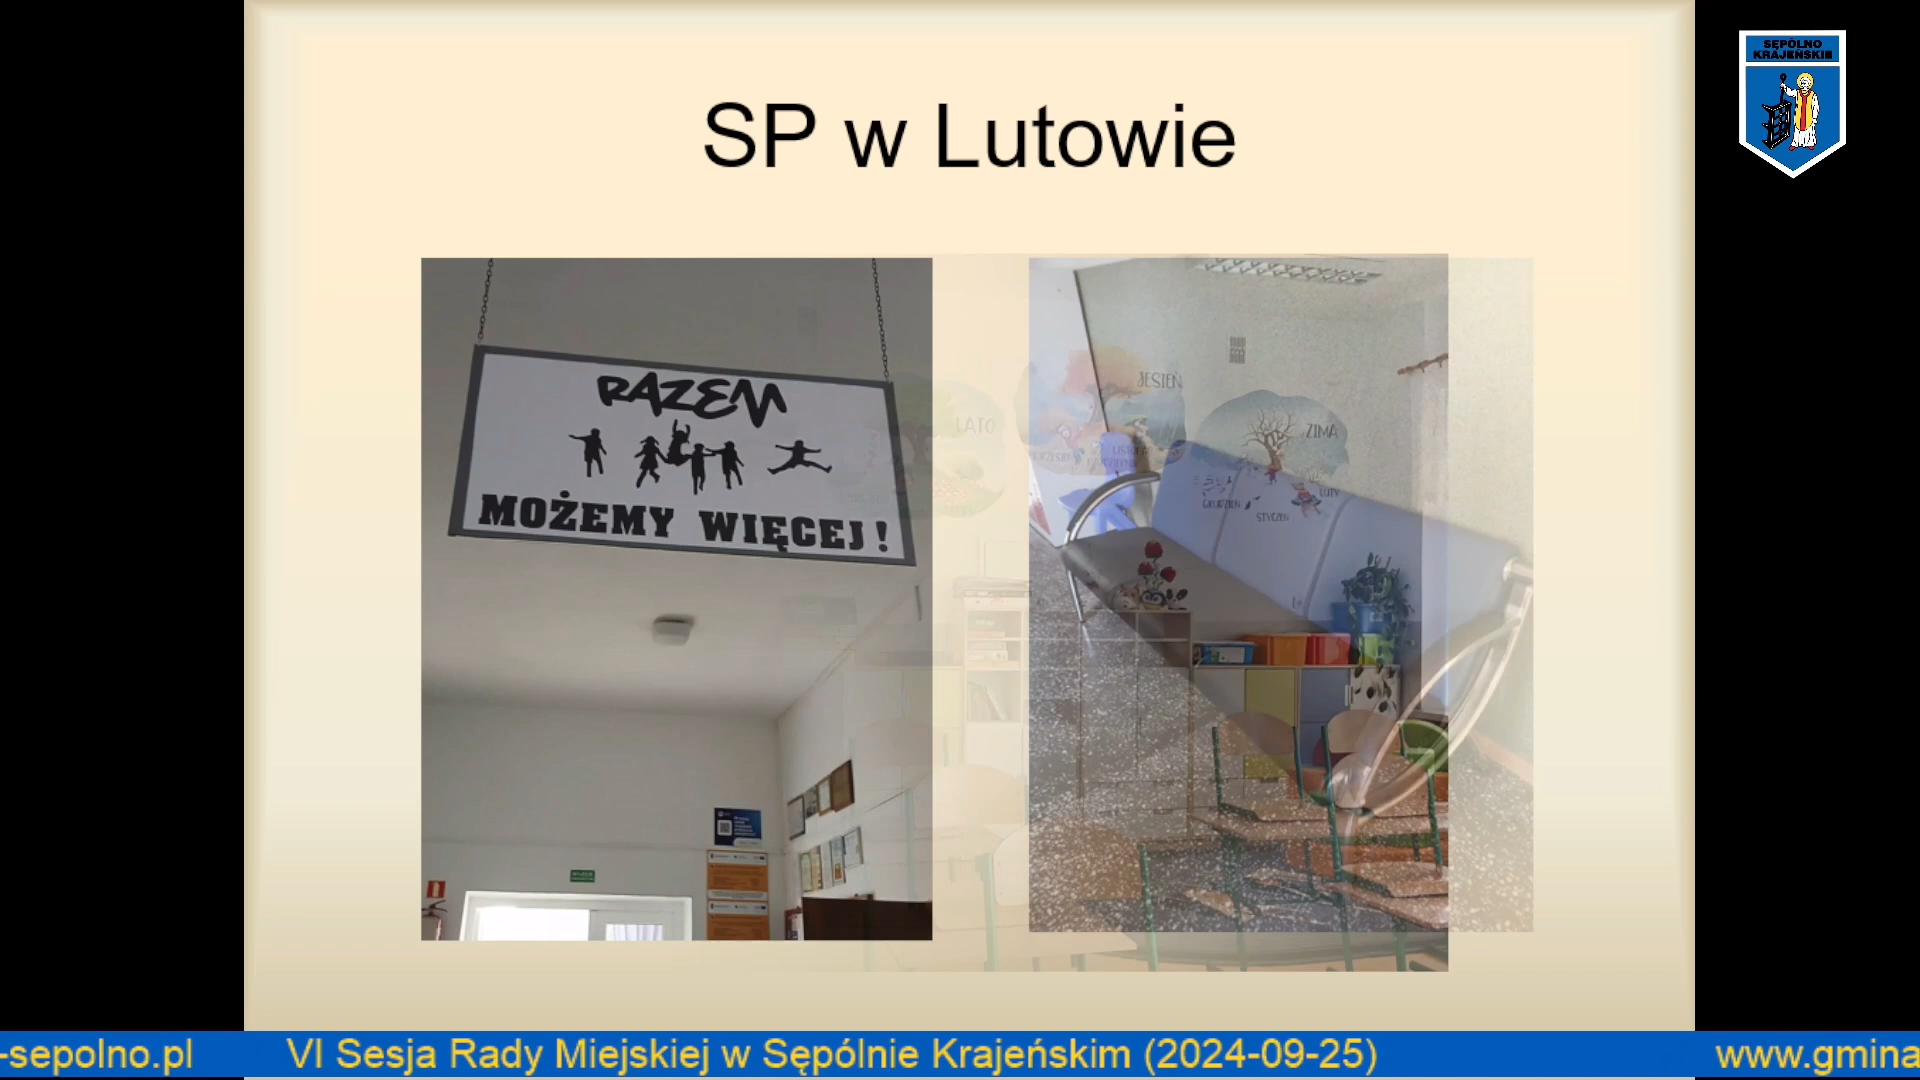 SĘPÓLNO
KRAJEŃSKIE
SP w Lutowie
RAZEM
MOŻEMY WIĘCEJ!
LATO
JESIEŃ
ZIMA
LUTY
GRUDZIEŃ
STYCZEŃ
-sepolno.pl
VI Sesja Rady Miejskiej w Sępólnie Krajeńskim (2024-09-25)
www.gmina